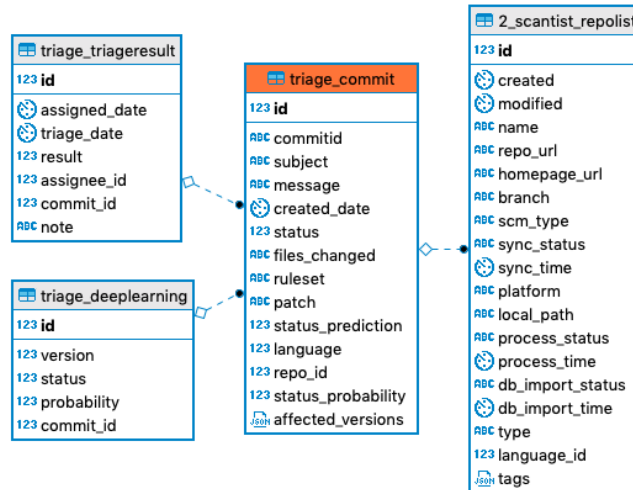 triage_triageresult
123 id
assigned_date
triage_date
123 result
123 assignee_id
123 commit_id
ABC note
triage_deeplearning
123 id
123 version
123 status
123 probability
123 commit_id
triage_commit
123 id
ABC commitid
ABC subject
ABC message
created_date
123 status
ABC files_changed
ABC ruleset
ABC patch
123 status_prediction
123 language
123 repo_id
123 status_probability
JSON affected_versions
2_scantist_repolist
123 id
created
modified
ABC name
ABC repo_url
ABC homepage_url
ABC branch
ABC scm_type
ABC sync_status
sync_time
ABC platform
ABC local_path
ABC process_status
process_time
ABC db_import_status
db_import_time
ABC type
123 language_id
JSON tags